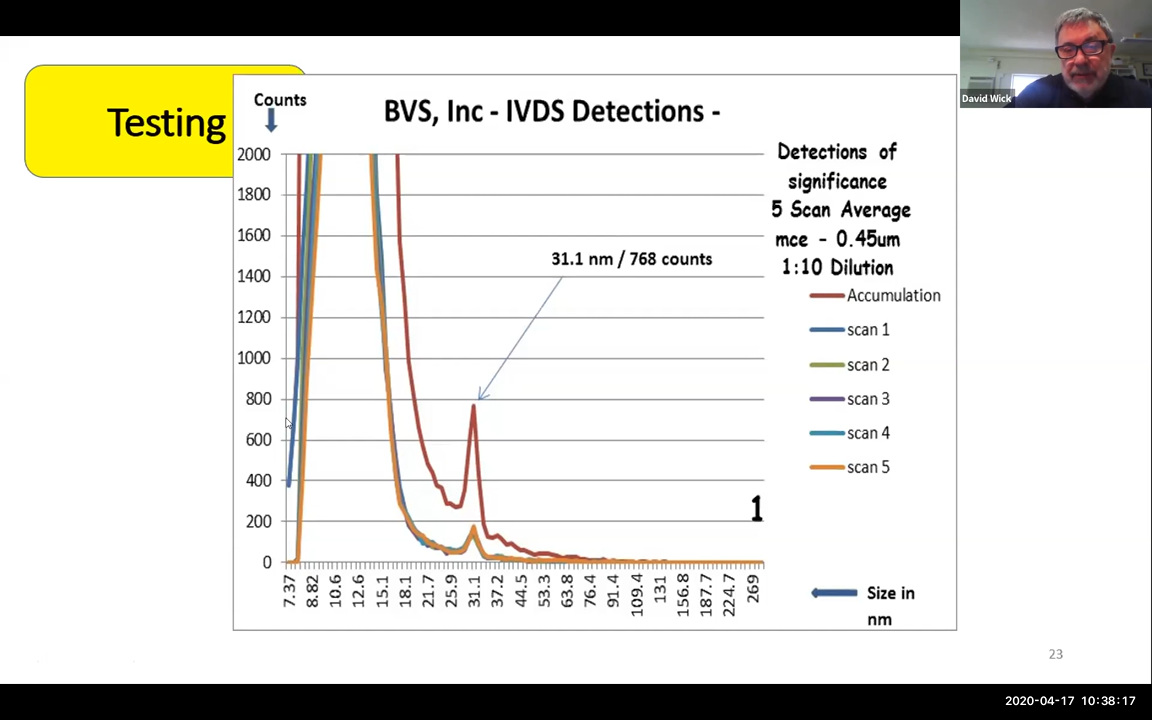 David Wick
Testing
Counts
BVS, Inc - IVDS Detections -
Detections of
significance
5 Scan Average
mce - 0.45um
1:10 Dilution
2000
1800
1600
1400
1200
1000
800
600
400
200
0
31.1 nm / 768 counts
Accumulation
scan 1
scan 2
scan 3
scan 4
scan 5
1
7.37 8.82 10.6 12.6 15.1 18.1 21.7 25.9 31.1 37.2 44.5 53.3 63.8 76.4 91.4 109.4 131 156.8 187.7 224.7 269
Size in
nm
23
2020-04-17 10:38:17